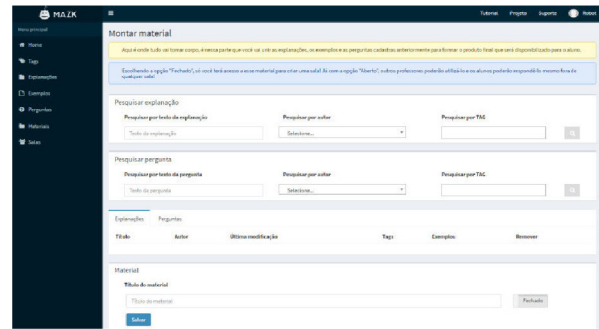 MAZK
Tutorial Projeto Suporte Robot
Menu principal
Home
Tags
Explanações
Exemplos
Perguntas
Materiais
Salas
Montar material
Aqui é onde tudo vai tomar corpo, é nessa parte que você vai unir as explanações, os exemplos e as perguntas cadastras anteriormente para formar o produto final que será disponibilizado para o aluno.
Escolhendo a opção "Fechado", só você terá acesso a esse material para criar uma sala! Já com a opção "Aberto", outros professores poderão utilizá-lo e os alunos poderão respondê-lo mesmo fora de
qualquer sala!
Pesquisar explanação
Pesquisar por texto da explanação Pesquisar por autor Pesquisar por TAG
Texto da explanação Selecione...
Pesquisar pergunta
Pesquisar por texto da pergunta Pesquisar por autor Pesquisar por TAG
Texto da pergunta Selecione...
Explanações Perguntas
Título Autor Última modificação Tags Exemplos Remover
Material
Título do material
Título do material Fechado
Salvar